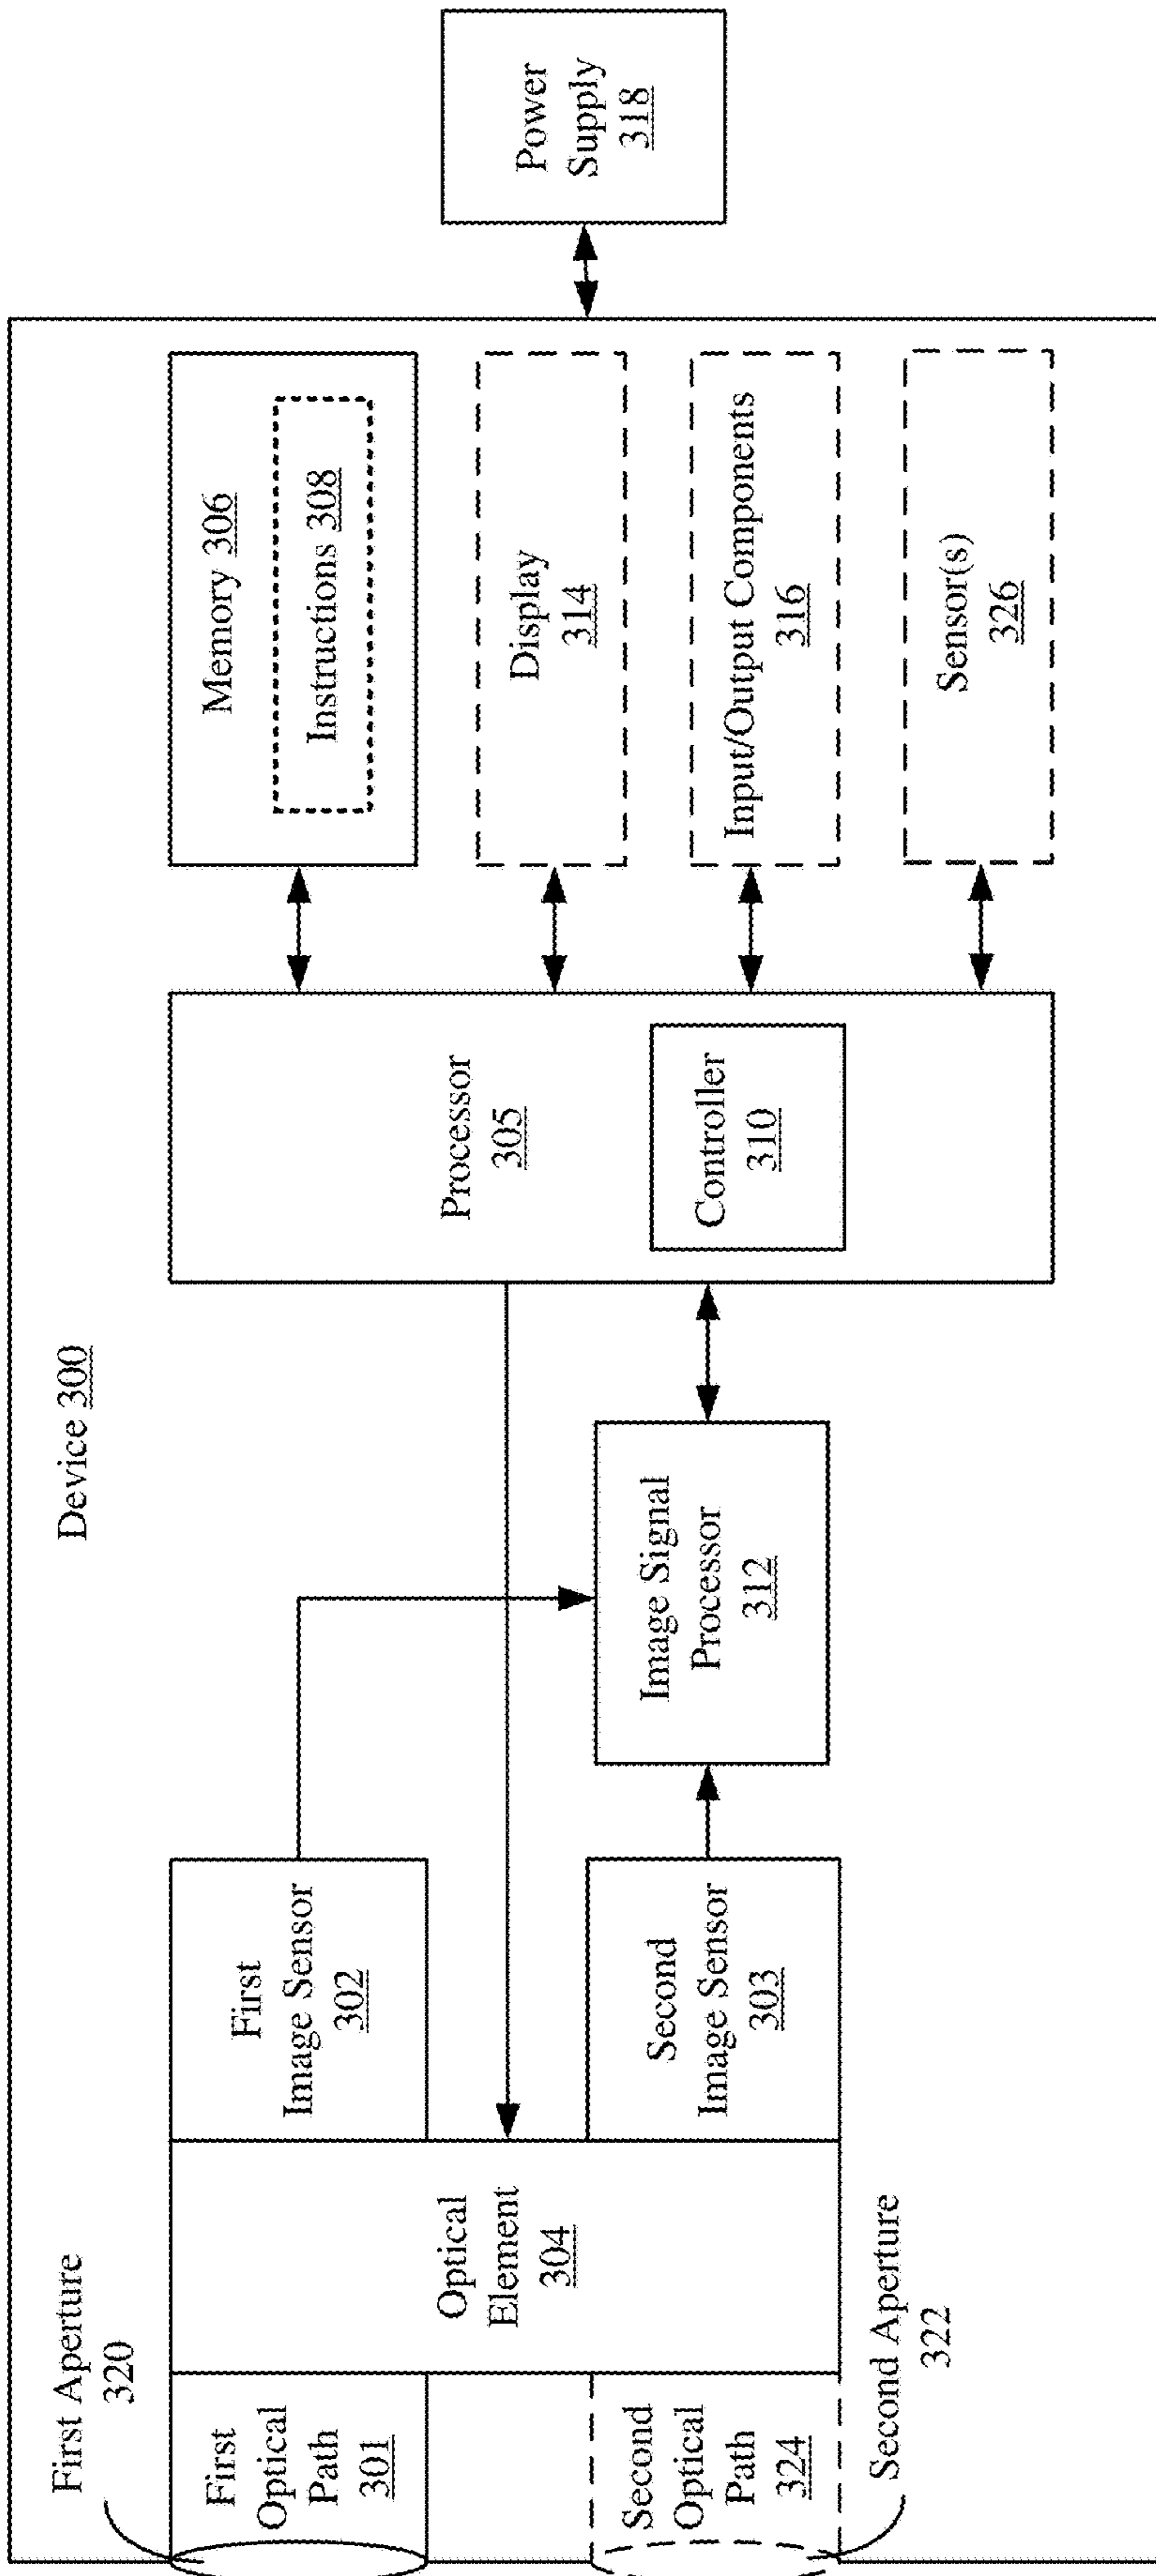 Device 300
First Aperture
320
First
Optical
Path
301
Second
Optical
Path
324
Second Aperture
322
Optical
Element
304
First
Image Sensor
302
Second
Image Sensor
303
Image Signal
Processor
312
Processor
305
Controller
310
Memory 306
Instructions 308
Display
314
Input/Output Components
316
Sensor(s)
326
Power
Supply
318